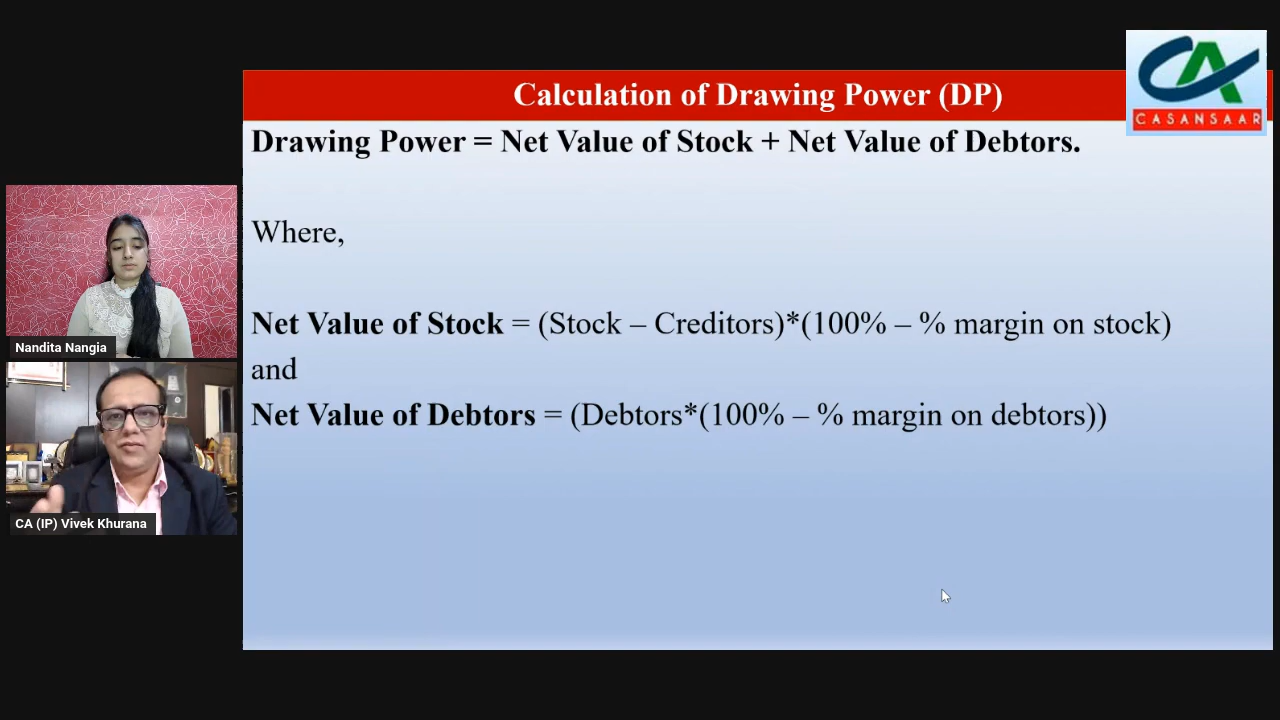 Calculation of Drawing Power (DP)
CASANSAAR
Drawing Power = Net Value of Stock + Net Value of Debtors.
Where,
Net Value of Stock = (Stock – Creditors)*(100% – % margin on stock)
and
Net Value of Debtors = (Debtors*(100% – % margin on debtors))
Nandita Nangia
CA (IP) Vivek Khurana